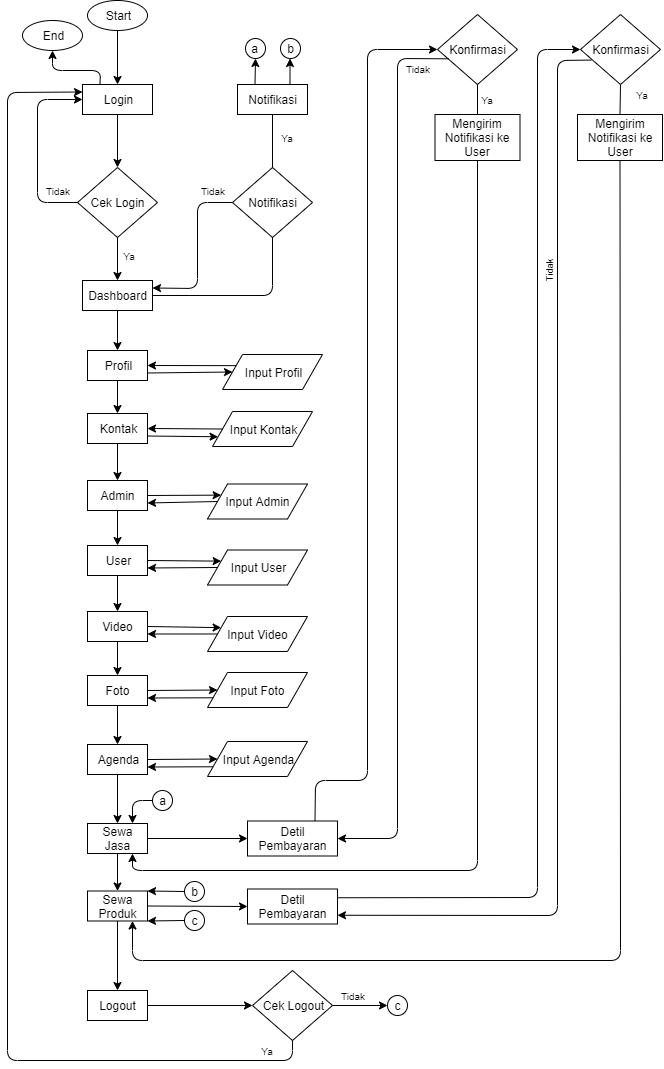 Start
End
a
b
Konfirmasi
Konfirmasi
Tidak
Login
Notifikasi
Ya
Ya
Mengirim
Notifikasi ke
User
Mengirim
Notifikasi ke
User
Ya
Tidak
Cek Login
Tidak
Notifikasi
Ya
Tidak
Dashboard
Profil
Input Profil
Kontak
Input Kontak
Admin
Input Admin
User
Input User
Video
Input Video
Foto
Input Foto
Agenda
Input Agenda
a
Sewa
Jasa
Detil
Pembayaran
b
Sewa
Produk
Detil
Pembayaran
c
Logout
Cek Logout
Tidak
c
Ya